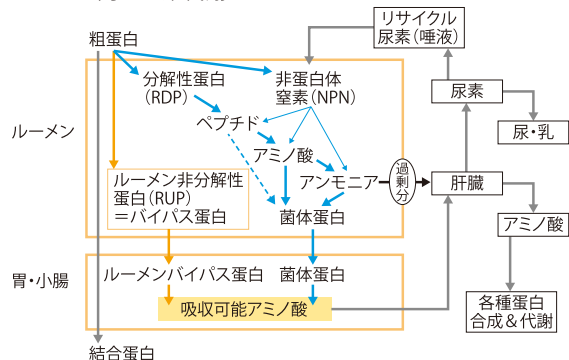 リサイクル
尿素（唾液）
粗蛋白
分解性蛋白
（RDP）
非蛋白体
窒素（NPN）
尿素
尿・乳
ルーメン
ペプチド
アミノ酸
アンモニア
過剰分
肝臓
ルーメン非分解性
蛋白（RUP）
＝バイパス蛋白
菌体蛋白
アミノ酸
胃・小腸
ルーメンバイパス蛋白
菌体蛋白
吸収可能アミノ酸
各種蛋白
合成＆代謝
結合蛋白